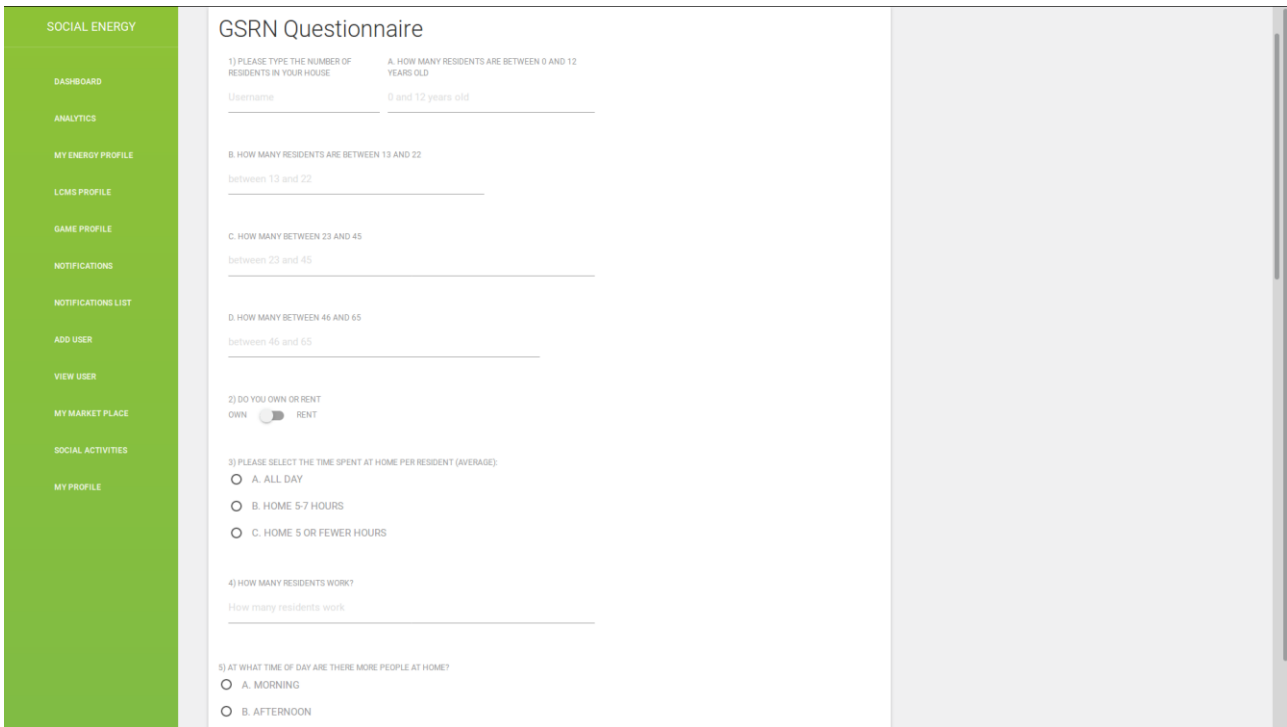 SOCIAL ENERGY
DASHBOARD
ANALYTICS
MY ENERGY PROFILE
LCMS PROFILE
GAME PROFILE
NOTIFICATIONS
NOTIFICATIONS LIST
ADD USER
VIEW USER
MY MARKET PLACE
SOCIAL ACTIVITIES
MY PROFILE
GSRN Questionnaire
1) PLEASE TYPE THE NUMBER OF
RESIDENTS IN YOUR HOUSE
Username
A. HOW MANY RESIDENTS ARE BETWEEN 0 AND 12
YEARS OLD
0 and 12 years old
B. HOW MANY RESIDENTS ARE BETWEEN 13 AND 22
between 13 and 22
C. HOW MANY BETWEEN 23 AND 45
between 23 and 45
D. HOW MANY BETWEEN 46 AND 65
between 46 and 65
2) DO YOU OWN OR RENT
OWN RENT
3) PLEASE SELECT THE TIME SPENT AT HOME PER RESIDENT (AVERAGE):
A. ALL DAY
B. HOME 5-7 HOURS
C. HOME 5 OR FEWER HOURS
4) HOW MANY RESIDENTS WORK?
How many residents work
5) AT WHAT TIME OF DAY ARE THERE MORE PEOPLE AT HOME?
A. MORNING
B. AFTERNOON